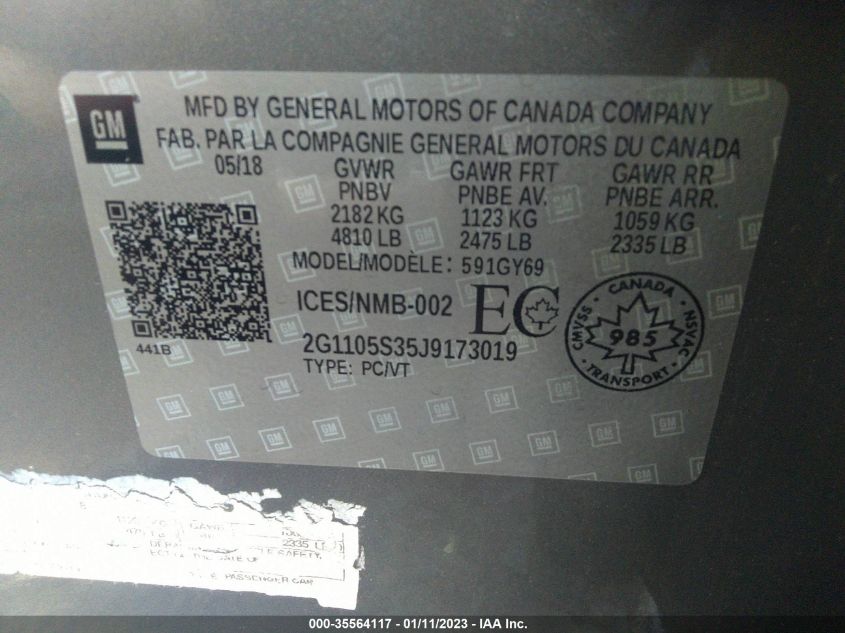 GM
MFD BY GENERAL MOTORS OF CANADA COMPANY
FAB. PAR LA COMPAGNIE GENERAL MOTORS DU CANADA
05/18 GVWR GAWR FRT GAWR RR
PNBV PNBE AV. PNBE ARR.
2182 KG 1123 KG 1059 KG
4810 LB 2475 LB 2335 LB
MODEL/MODÈLE: 591GY69
ICES/NMB-002 EC
441B
2G1105S35J9173019
TYPE: PC/VT
CANADA
CMVSS 985 NSVAC
TRANSPORT
GAWR
2335 LB
SAFETY,
PASSENGER CAR
000-35564117 - 01/11/2023 - IAA Inc.